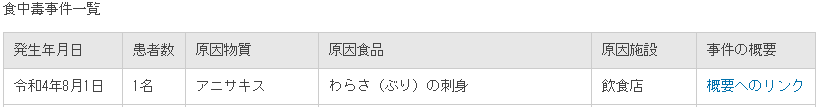 食中毒事件一覧
発生年月日 患者数 原因物質 原因食品 原因施設 事件の概要
令和4年8月1日 1名 アニサキス わらさ（ぶり）の刺身 飲食店 概要へのリンク